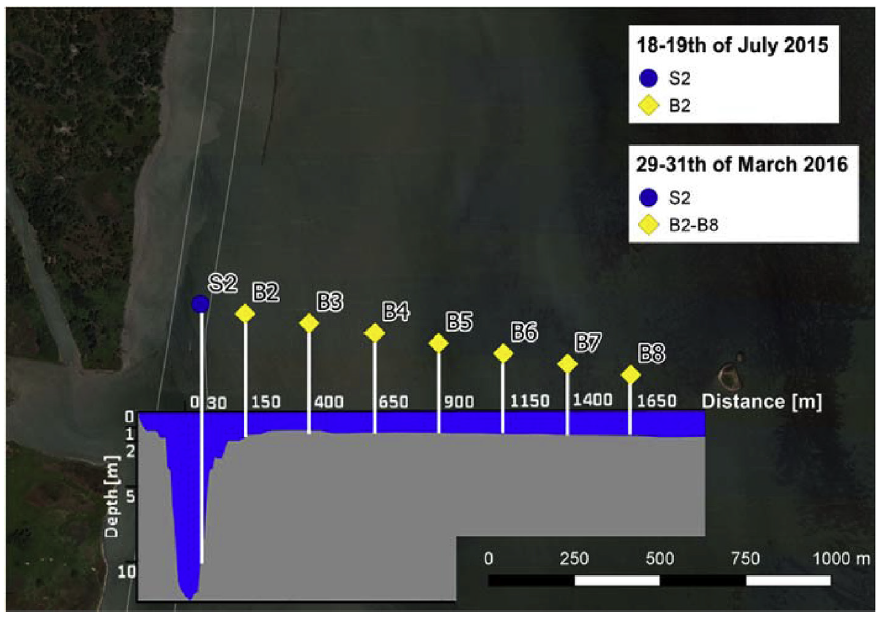 18-19th of July 2015
S2
B2
29-31th of March 2016
S2
B2-B8
S2
B2
B3
B4
B5
B6
B7
B8
0 30 150 400 650 900 1150 1400 1650 Distance [m]
0
1
2
5
10
Depth[m]
0 250 500 750 1000 m